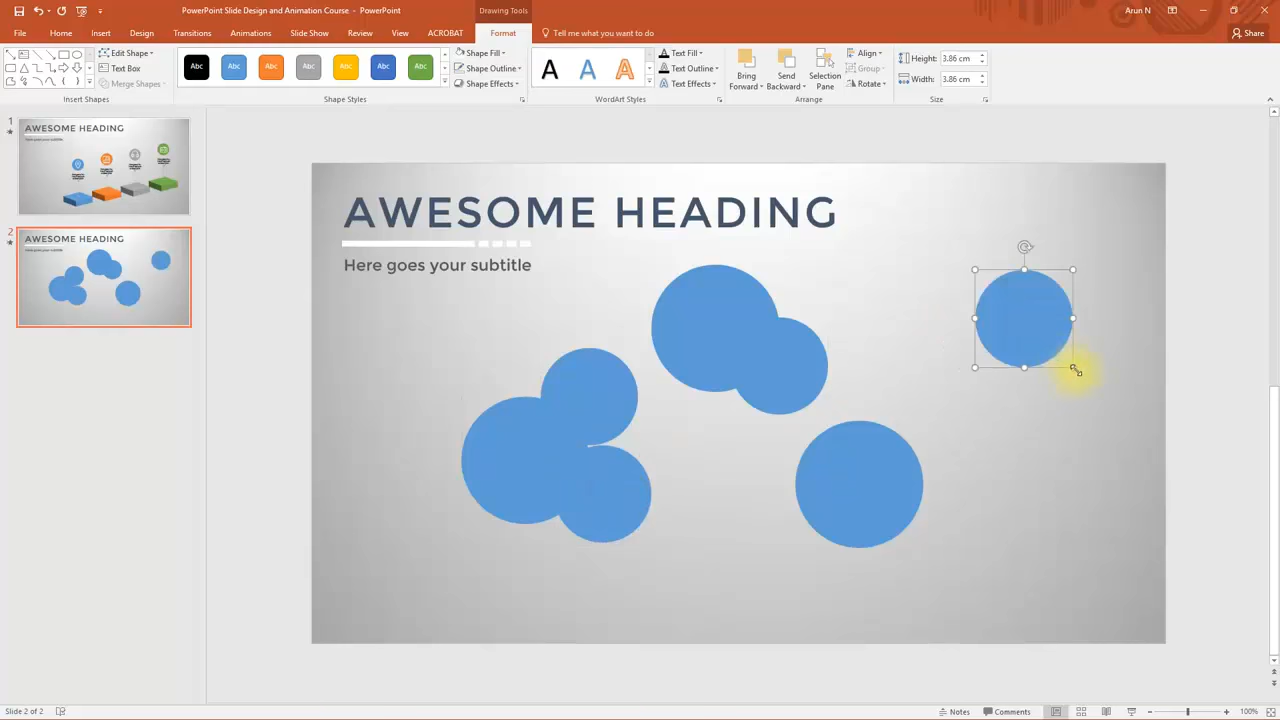 PowerPoint Slide Design and Animation Course - PowerPoint
Drawing Tools
Arun N
File Home Insert Design Transitions Animations Slide Show Review View ACROBAT Format Tell me what you want to do Share
Edit Shape
Text Box
Merge Shapes
Insert Shapes
Abc Abc Abc Abc Abc Abc Abc
Shape Fill
Shape Outline
Shape Effects
Shape Styles
A A A
Text Fill
Text Outline
Text Effects
WordArt Styles
Bring Forward
Send Backward
Selection Pane
Align
Group
Rotate
Arrange
Height: 3.86 cm
Width: 3.86 cm
Size
1
AWESOME HEADING
2
AWESOME HEADING
AWESOME HEADING
Here goes your subtitle
Slide 2 of 2
Notes
Comments
100%